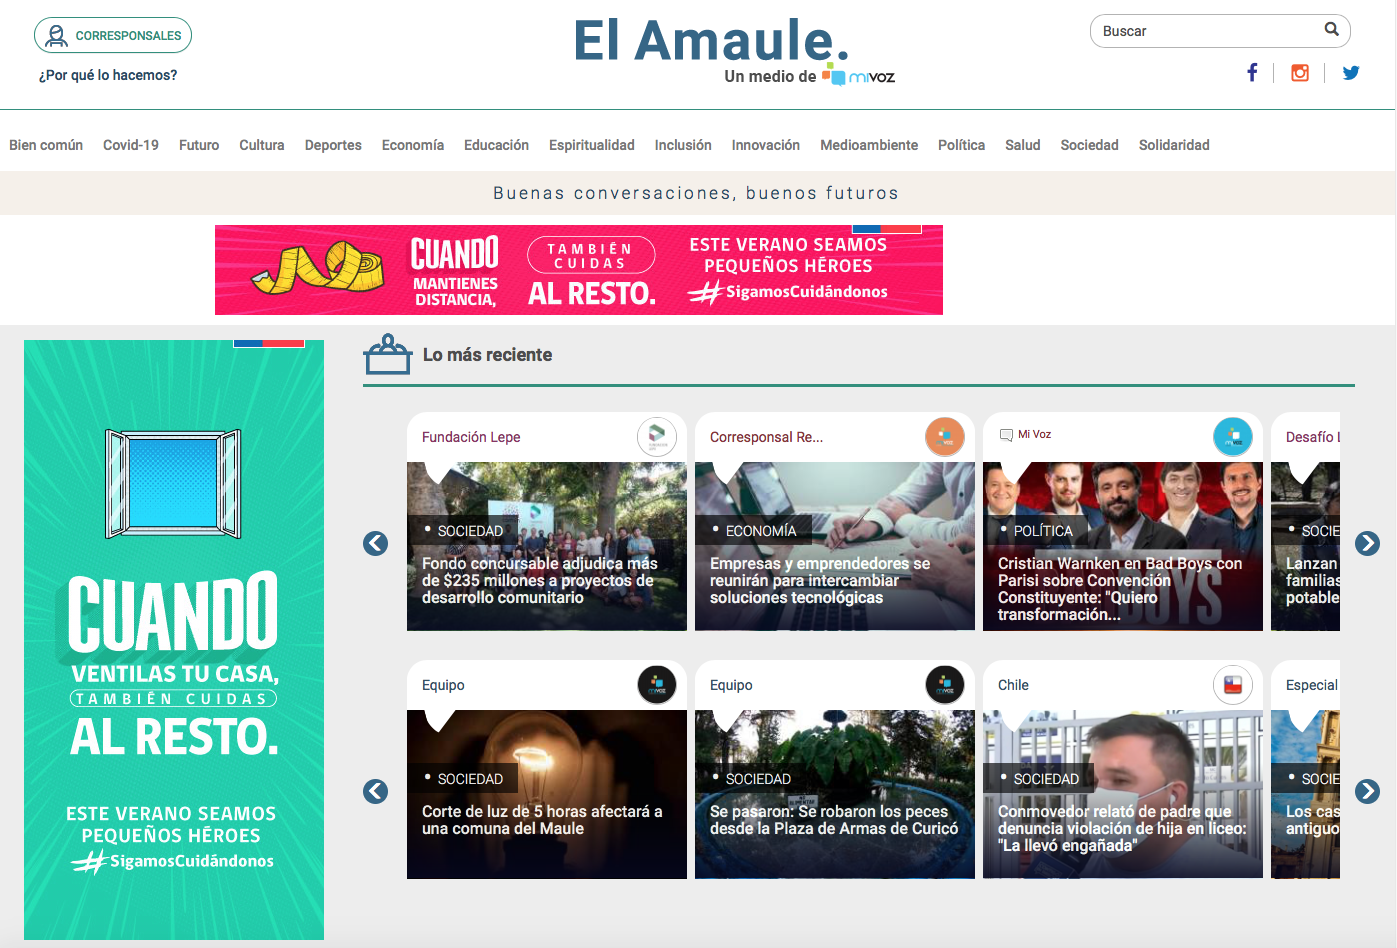 CORRESPONSALES
¿Por qué lo hacemos?
El Amaule.
Un medio de mivoz
Buscar
Bien común Covid-19 Futuro Cultura Deportes Economía Educación Espiritualidad Inclusión Innovación Medioambiente Política Salud Sociedad Solidaridad
Buenas conversaciones, buenos futuros
CUANDO
MANTIENES
DISTANCIA,
TAMBIÉN
CUIDAS
AL RESTO.
ESTE VERANO SEAMOS
PEQUEÑOS HÉROES
#SigamosCuidándonos
CUANDO
VENTILAS TU CASA,
TAMBIÉN CUIDAS
AL RESTO.
ESTE VERANO SEAMOS
PEQUEÑOS HÉROES
#SigamosCuidándonos
Lo más reciente
Fundación Lepe
• SOCIEDAD
Fondo concursable adjudica más
de $235 millones a proyectos de
desarrollo comunitario
Corresponsal Re...
mivoz
• ECONOMÍA
Empresas y emprendedores se
reunirán para intercambiar
soluciones tecnológicas
Mi Voz
mivoz
• POLÍTICA
BOYS
Cristian Warnken en Bad Boys con
Parisi sobre Convención
Constituyente: "Quiero
transformación...
Desafío L
• SOCIE
Lanzan
familias
potable
Equipo
mivoz
• SOCIEDAD
Corte de luz de 5 horas afectará a
una comuna del Maule
Equipo
mivoz
• SOCIEDAD
Se pasaron: Se robaron los peces
desde la Plaza de Armas de Curicó
Chile
• SOCIEDAD
Conmovedor relató de padre que
denuncia violación de hija en liceo:
"La llevó engañada"
Especial
• SOCIE
Los cas
antiguo